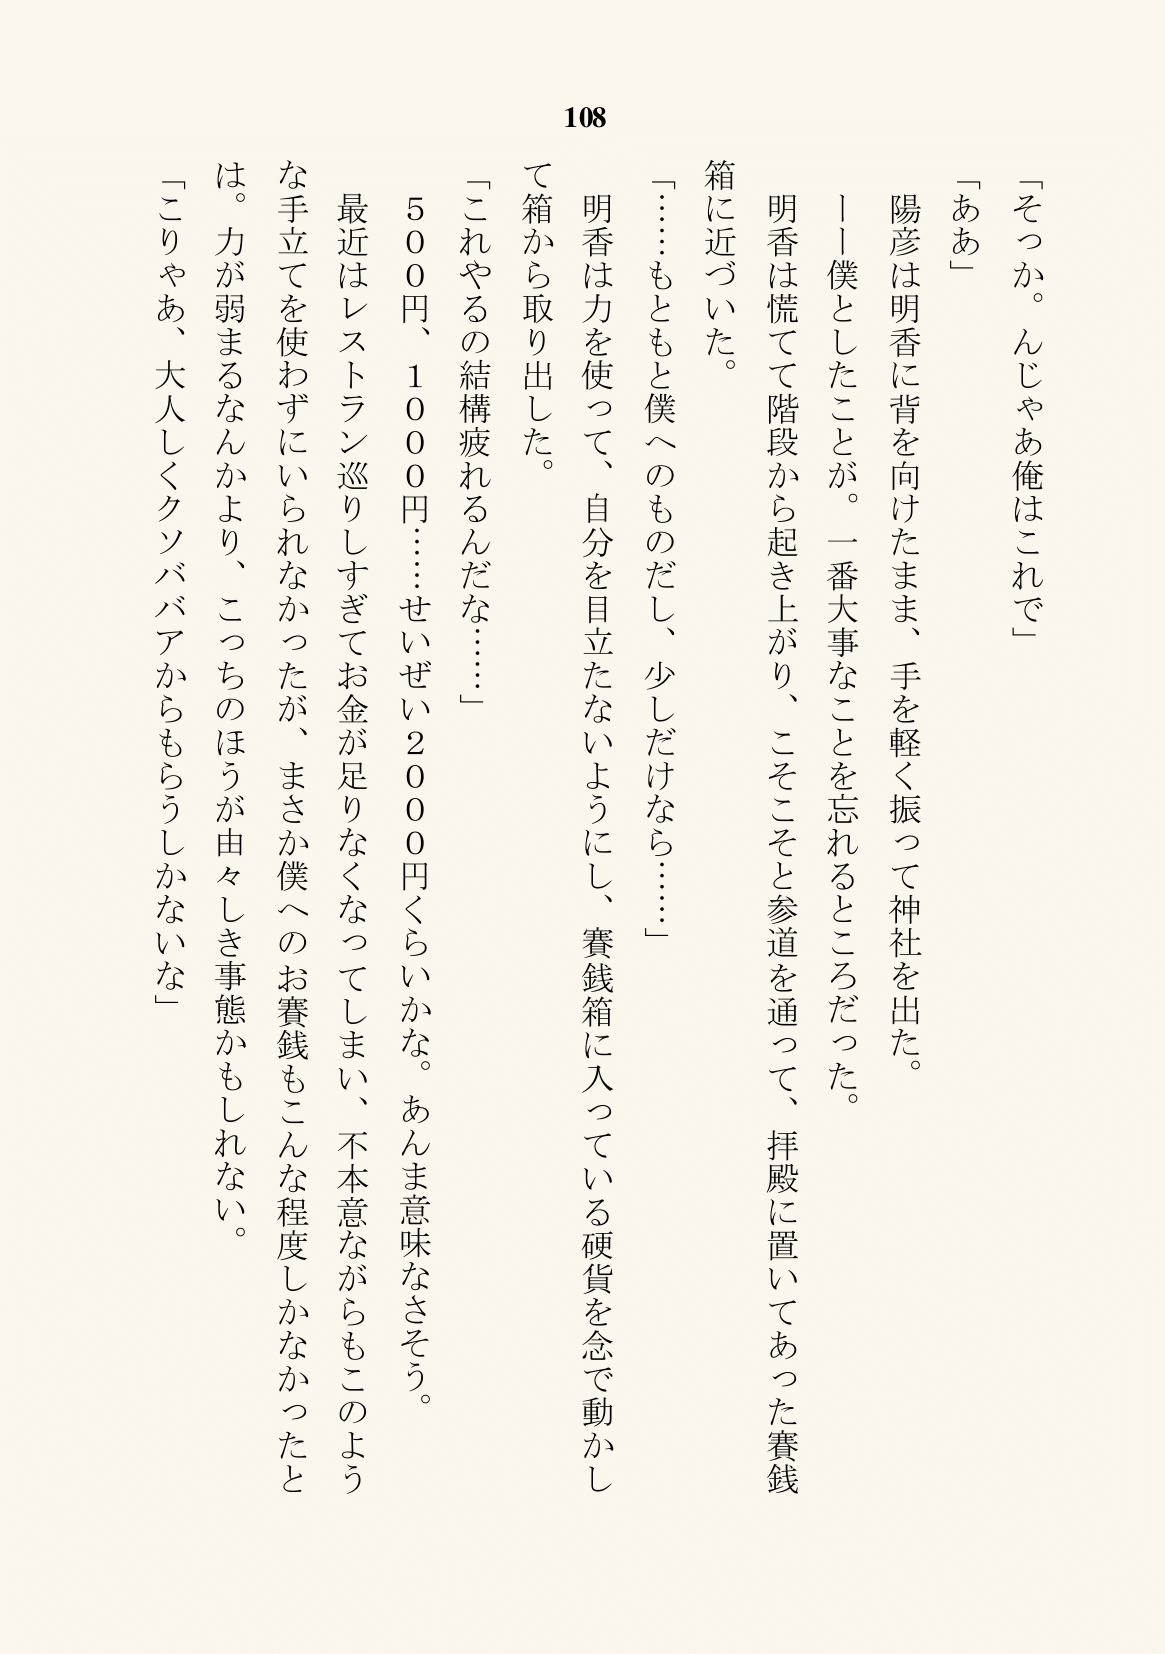 108
「そっか。んじゃあ俺はこれで」
「ああ」
　陽彦は明香に背を向けたまま、手を軽く振って神社を出た。
　ーー僕としたことが。一番大事なことを忘れるところだった。
　明香は慌てて階段から起き上がり、こそこそと参道を通って、拝殿に置いてあった賽銭
箱に近づいた。
「……もともと僕へのものだし、少しだけなら……」
　明香は力を使って、自分を目立たないようにし、賽銭箱に入っている硬貨を念で動かし
て箱から取り出した。
「これやるの結構疲れるんだな……」
　５００円、１０００円……せいぜい２０００円くらいかな。あんま意味なさそう。
　最近はレストラン巡りしすぎてお金が足りなくなってしまい、不本意ながらもこのよう
な手立てを使わずにいられなかったが、まさか僕へのお賽銭もこんな程度しかなかったと
は。力が弱まるなんかより、こっちのほうが由々しき事態かもしれない。
「こりゃあ、大人しくクソババアからもらうしかないな」